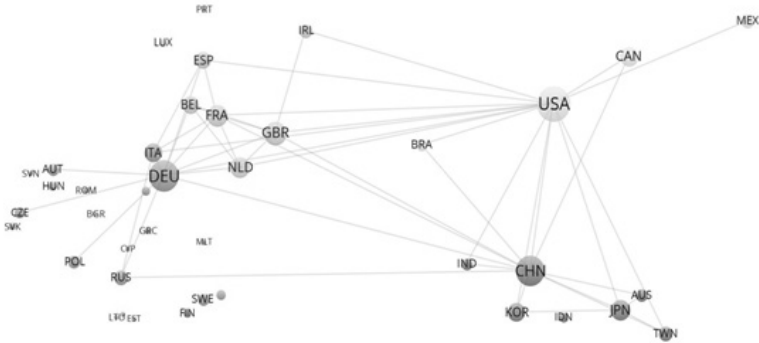 PRT
MEX
IRL
LUX
CAN
ESP
USA
BEL
FRA
GBR
BRA
ITA
NLD
AUT
SVN
DEU
HUN
ROM
CZE
BGR
SVK
GRC
MLT
CYP
POL
IND
CHN
RUS
AUS
SWE
KOR
JPN
FIN
IDN
EST
TWN